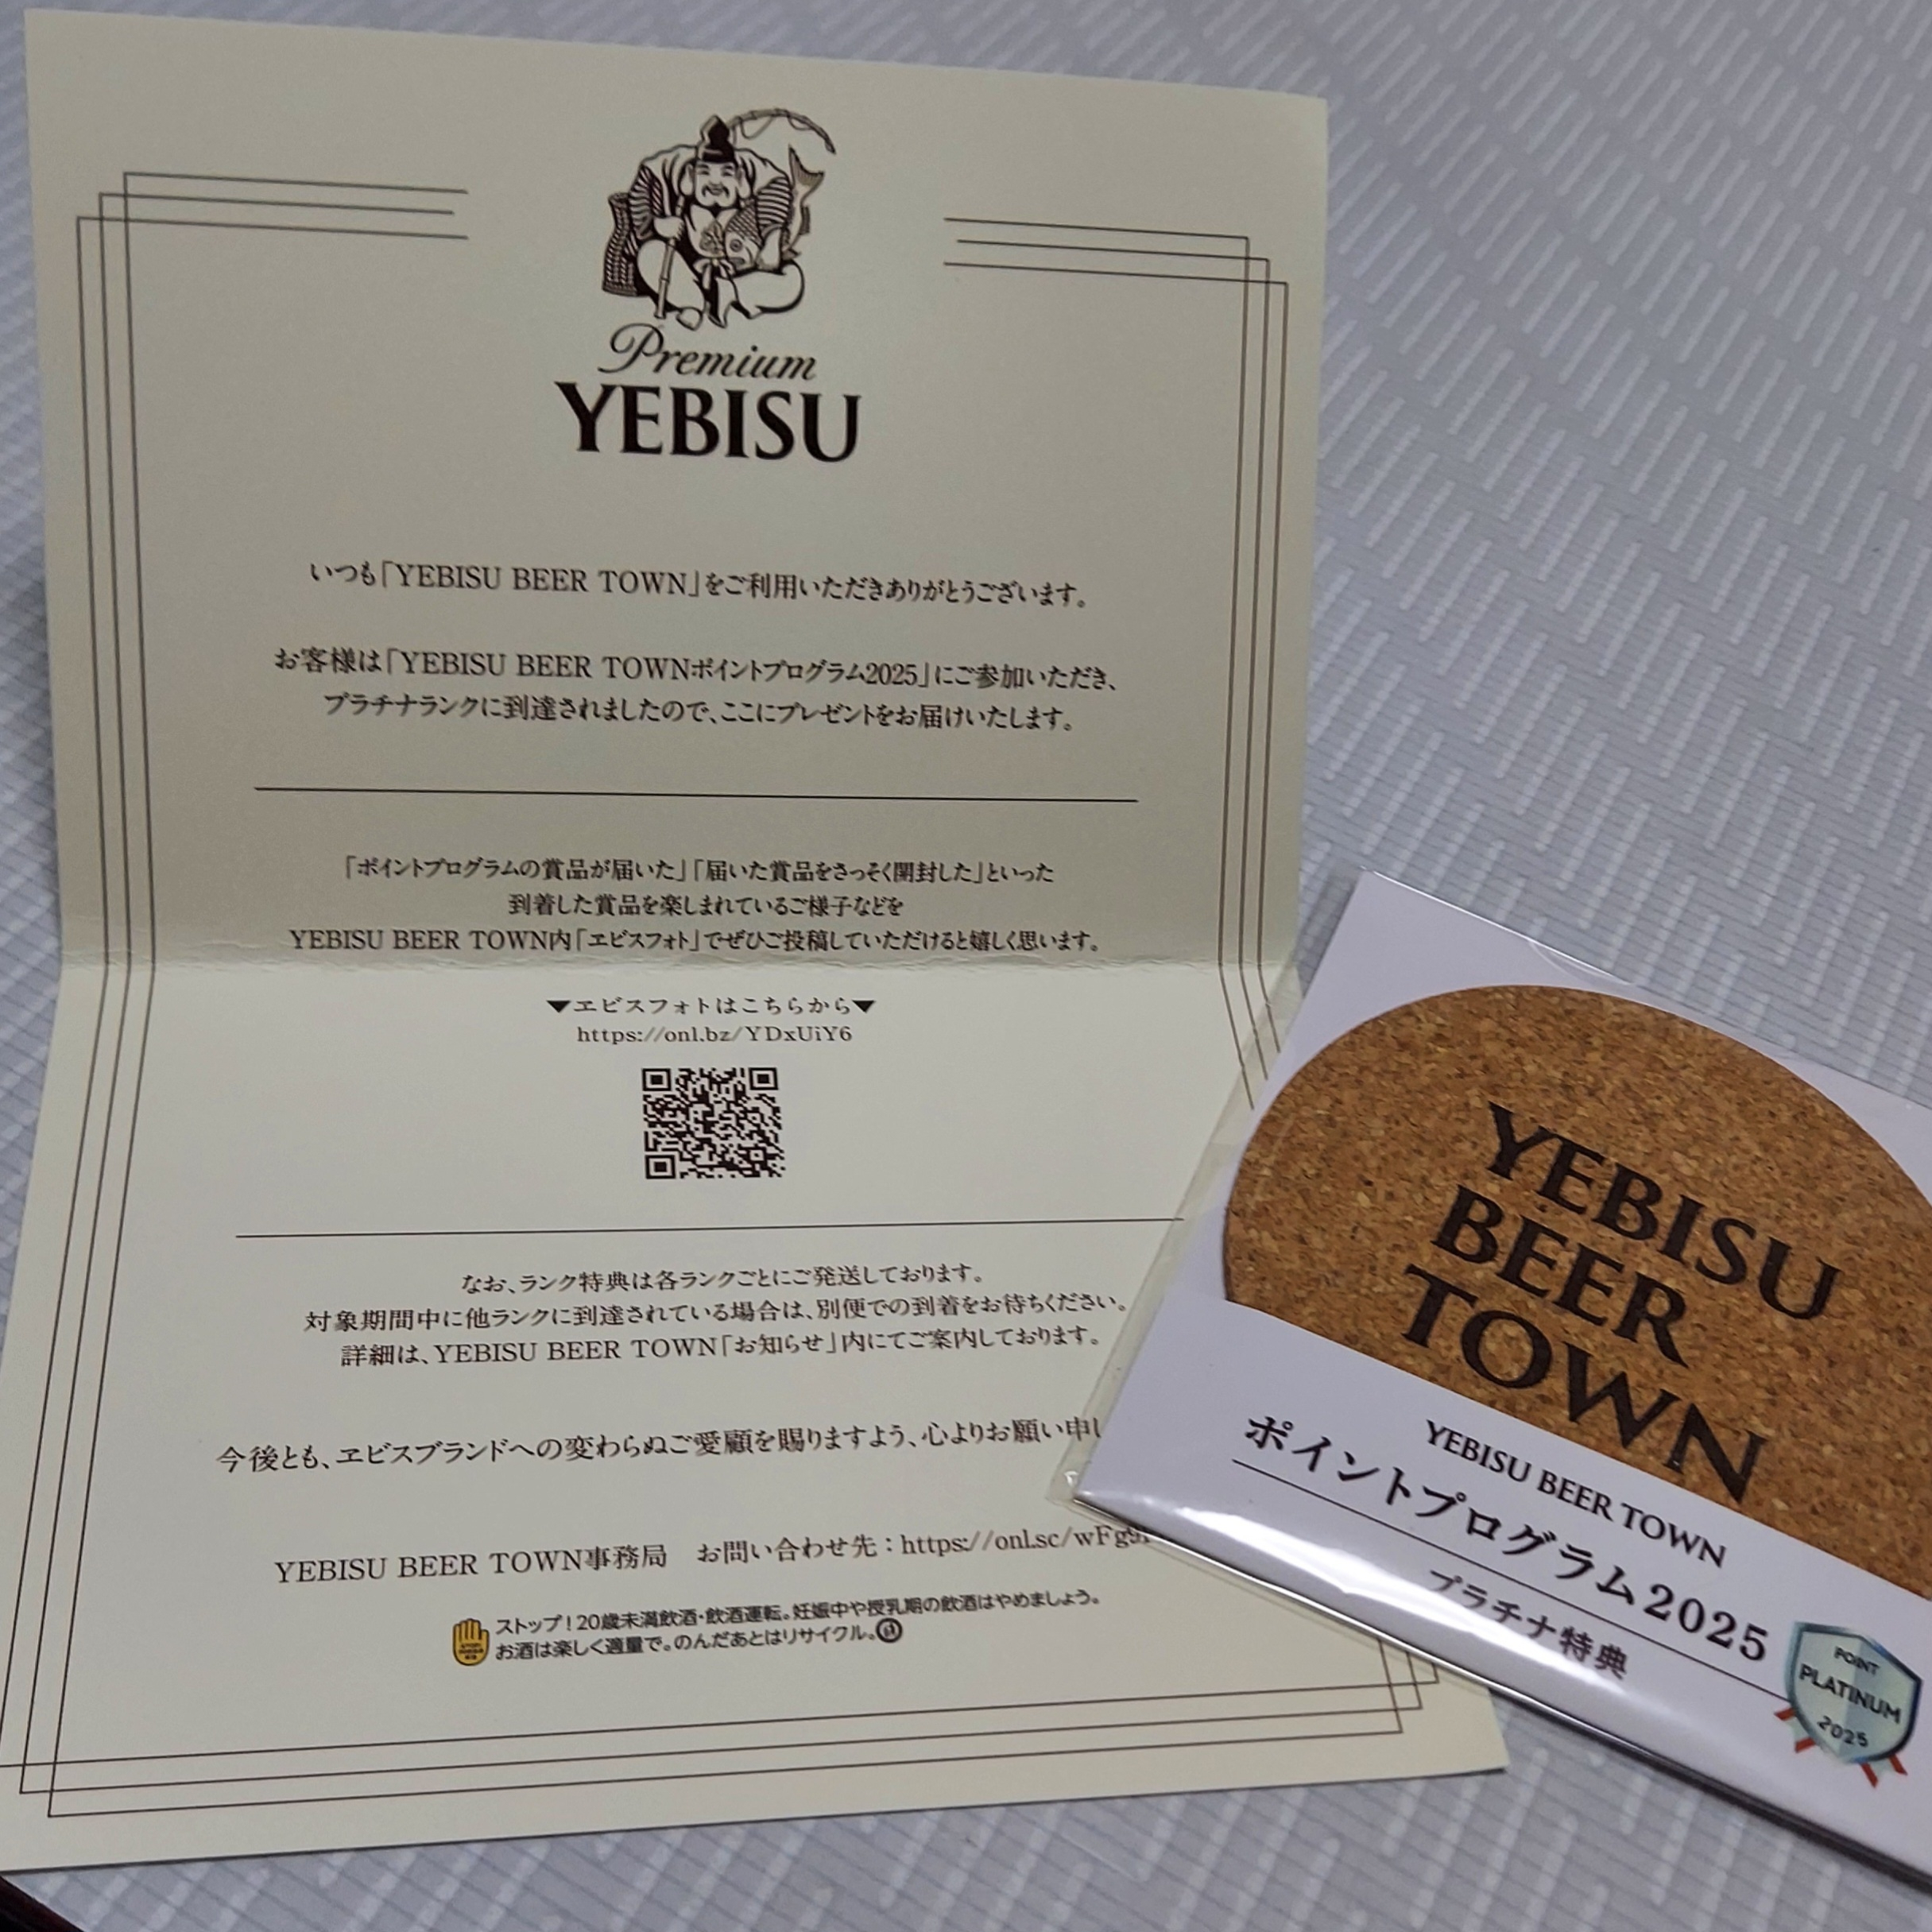 Premium
YEBISU
いつも「YEBISU BEER TOWN」をご利用いただきありがとうございます。
お客様は「YEBISU BEER TOWNポイントプログラム2025」にご参加いただき、
プラチナランクに到達されましたので、ここにプレゼントをお届けいたします。
「ポイントプログラムの賞品が届いた」「届いた賞品をさっそく開封した」といった
到着した賞品を楽しまれているご様子などを
YEBISU BEER TOWN内「ヱビスフォト」でぜひご投稿していただけると嬉しく思います。
▼ヱビスフォトはこちらから▼
https://onl.bz/YDxUiY6
なお、ランク特典は各ランクごとにご発送しております。
対象期間中に他ランクに到達されている場合は、別便での到着をお待ちください。
詳細は、YEBISU BEER TOWN「お知らせ」内にてご案内しております。
今後とも、ヱビスブランドへの変わらぬご愛顧を賜りますよう、心よりお願い申し
YEBISU BEER TOWN事務局 お問い合わせ先：https://onl.sc/wFg9
ストップ！20歳未満飲酒・飲酒運転。妊娠中や授乳期の飲酒はやめましょう。
お酒は楽しく適量で。のんだあとはリサイクル。
YEBISU
BEER
TOWN
YEBISU BEER TOWN
ポイントプログラム2025
プラチナ特典
POINT
PLATINUM
2025